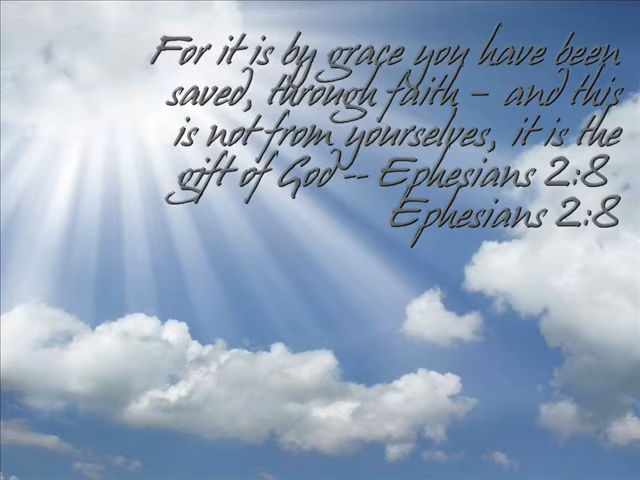 For it is by grace you have been
saved, through faith – and this
is not from yourselves, it is the
gift of God -- Ephesians 2:8
Ephesians 2:8